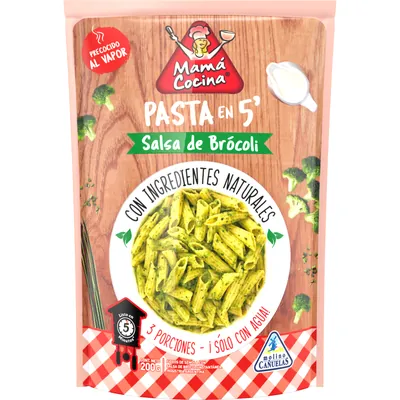 PRECOCIDO
AL VAPOR
Mamá
Cocina
PASTA EN 5'
Salsa de Brócoli
CON INGREDIENTES NATURALES
3 PORCIONES - ¡SÓLO CON AGUA!
5
200g
molino
CAÑUELAS